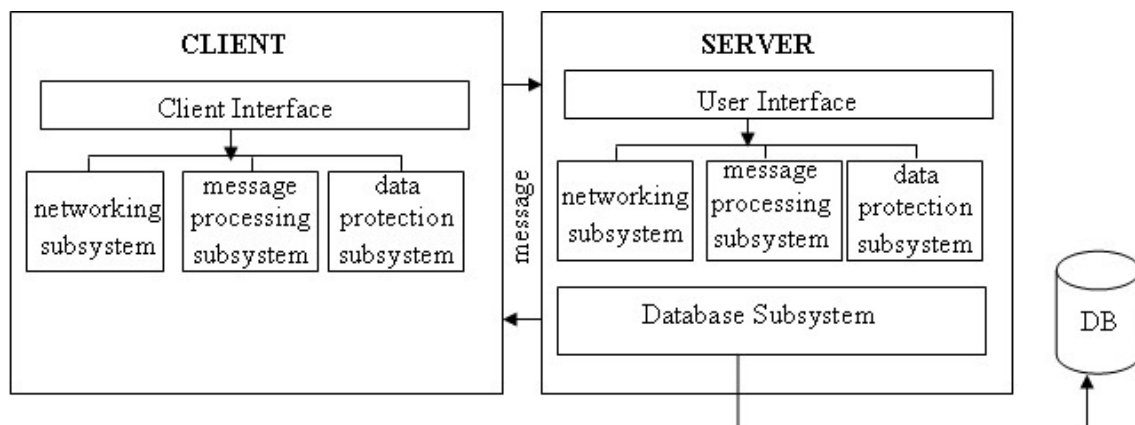 CLIENT
Client Interface
networking
subsystem
message
processing
subsystem
data
protection
subsystem
message
SERVER
User Interface
networking
subsystem
message
processing
subsystem
data
protection
subsystem
Database Subsystem
DB